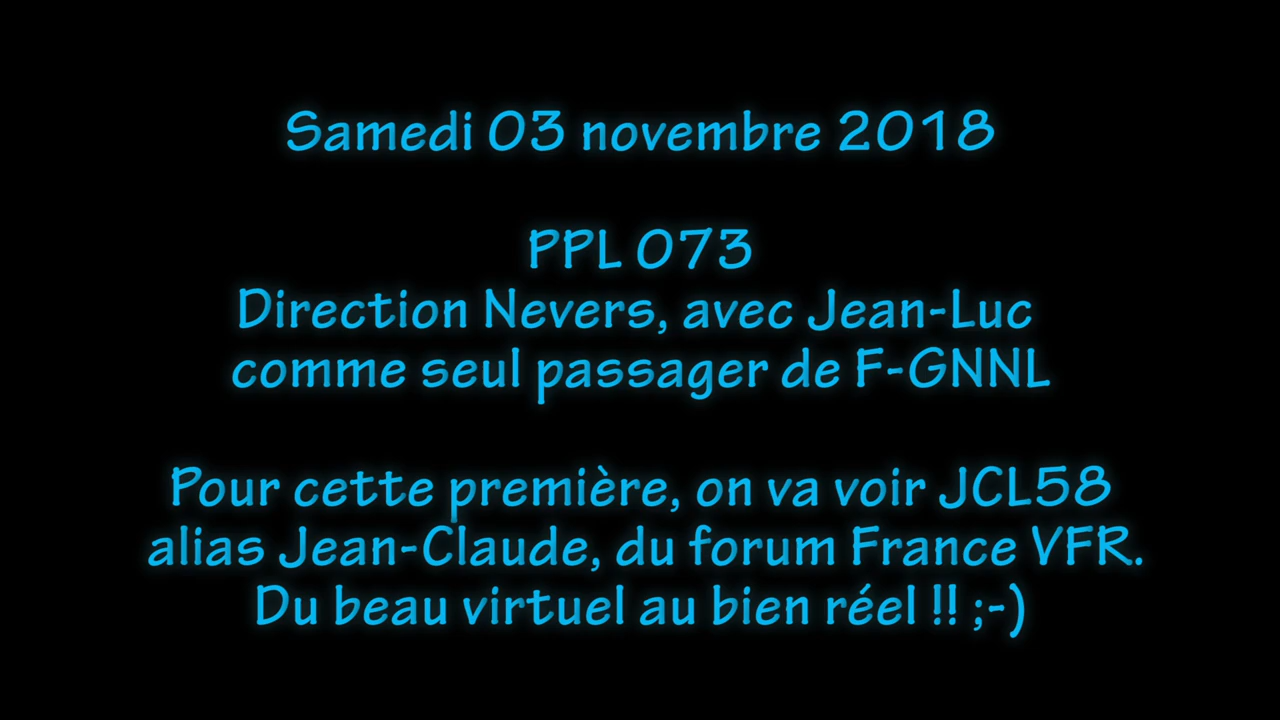 Samedi 03 novembre 2018
PPL 073
Direction Nevers, avec Jean-Luc
comme seul passager de F-GNNL
Pour cette première, on va voir JCL58
alias Jean-Claude, du forum France VFR.
Du beau virtuel au bien réel !! ;-)